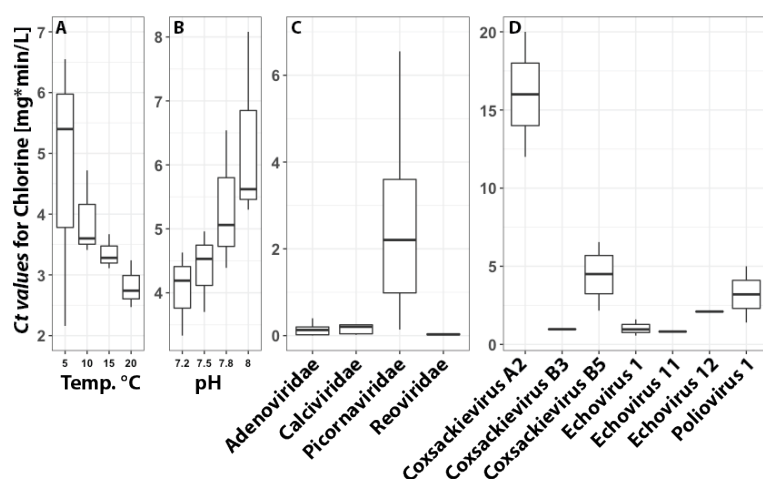 Ct values for Chlorine [mg*min/L]
A
7
6
5
4
3
2
5 10 15 20
Temp. °C
B
8
7
6
5
4
7.2 7.5 7.8 8
pH
C
6
4
2
0
Adenoviridae
Calciviridae
Picornaviridae
Reoviridae
D
20
15
10
5
0
Coxsackievirus A2
Coxsackievirus B3
Coxsackievirus B5
Echovirus 1
Echovirus 11
Echovirus 12
Poliovirus 1